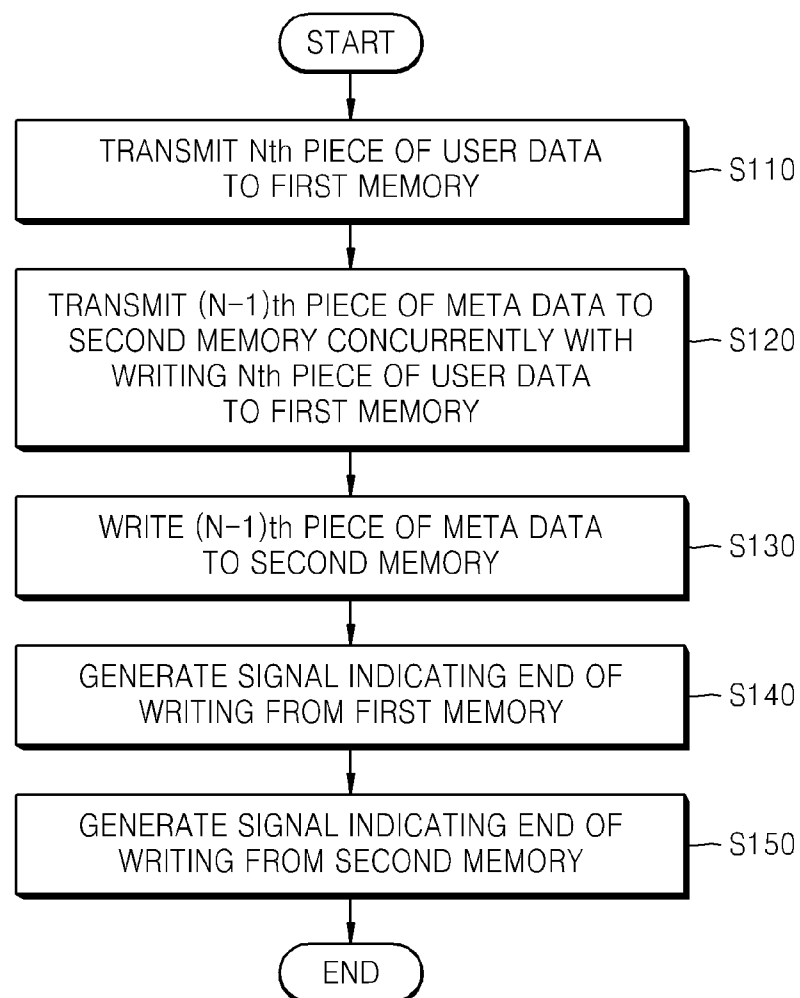 START
TRANSMIT Nth PIECE OF USER DATA
TO FIRST MEMORY
S110
TRANSMIT (N-1)th PIECE OF META DATA TO
SECOND MEMORY CONCURRENTLY WITH
WRITING Nth PIECE OF USER DATA
TO FIRST MEMORY
S120
WRITE (N-1)th PIECE OF META DATA
TO SECOND MEMORY
S130
GENERATE SIGNAL INDICATING END OF
WRITING FROM FIRST MEMORY
S140
GENERATE SIGNAL INDICATING END OF
WRITING FROM SECOND MEMORY
S150
END